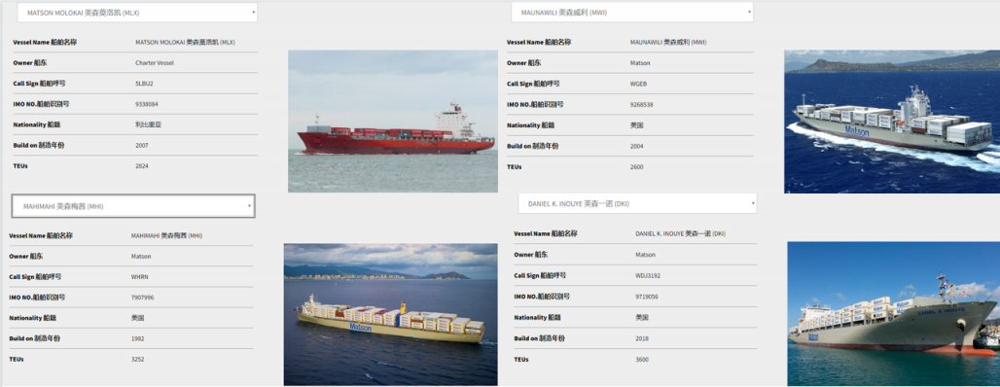 MATSON MOLOKAI 美森莫洛凯 (MLX)
Vessel Name 船舶名称 MATSON MOLOKAI 美森莫洛凯 (MLX)
Owner 船东 Charter Vessel
Call Sign 船舶呼号 5LBU2
IMO NO.船舶识别号 9338084
Nationality 船籍 利比里亚
Build on 制造年份 2007
TEUs 2824
MAUNAWILI 美森威利 (MWI)
Vessel Name 船舶名称 MAUNAWILI 美森威利 (MWI)
Owner 船东 Matson
Call Sign 船舶呼号 WGEB
IMO NO.船舶识别号 9268538
Nationality 船籍 美国
Build on 制造年份 2004
TEUs 2600
Matson
MAHIMAHI 美森梅茜 (MHI)
Vessel Name 船舶名称 MAHIMAHI 美森梅茜 (MHI)
Owner 船东 Matson
Call Sign 船舶呼号 WHRN
IMO NO.船舶识别号 7907996
Nationality 船籍 美国
Build on 制造年份 1982
TEUs 3252
Matson
DANIEL K. INOUYE 美森一诺 (DKI)
Vessel Name 船舶名称 DANIEL K. INOUYE 美森一诺 (DKI)
Owner 船东 Matson
Call Sign 船舶呼号 WDJ3192
IMO NO.船舶识别号 9719056
Nationality 船籍 美国
Build on 制造年份 2018
TEUs 3600
DANIEL K. INOUYE
Matson